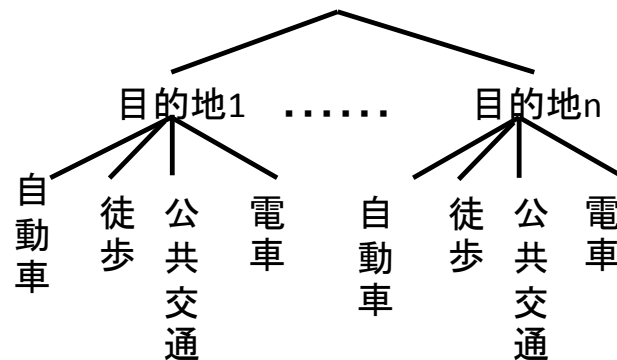 目的地1 ・・・・・・ 目的地n
自動車
徒歩
公共交通
電車
自動車
徒歩
公共交通
電車